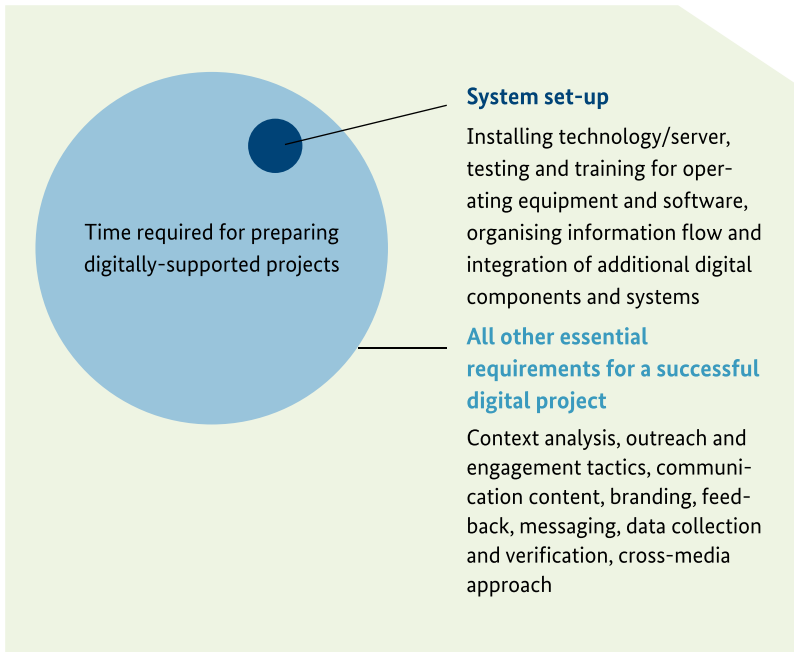 Time required for preparing
digitally-supported projects
System set-up
Installing technology/server,
testing and training for oper-
ating equipment and software,
organising information flow and
integration of additional digital
components and systems
All other essential
requirements for a successful
digital project
Context analysis, outreach and
engagement tactics, communi-
cation content, branding, feed-
back, messaging, data collection
and verification, cross-media
approach